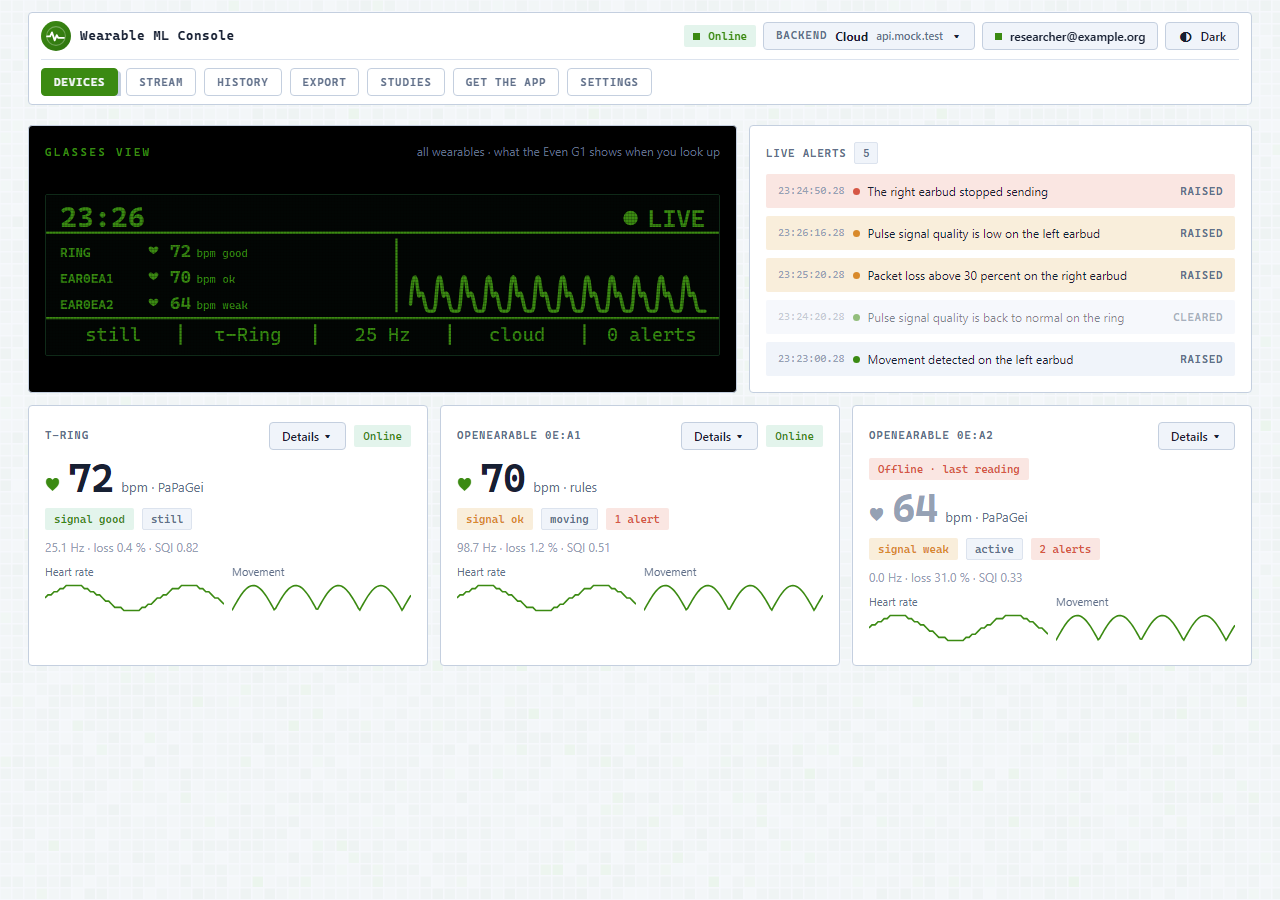 Wearable ML Console
Online
BACKEND Cloud api.mock.test
researcher@example.org
Dark
DEVICES STREAM HISTORY EXPORT STUDIES GET THE APP SETTINGS
GLASSES VIEW
all wearables · what the Even G1 shows when you look up
23:26
LIVE
RING 72 bpm good
EAR0EA1 70 bpm ok
EAR0EA2 64 bpm weak
still τ-Ring 25 Hz cloud 0 alerts
LIVE ALERTS 5
23:24:50.28 The right earbud stopped sending RAISED
23:26:16.28 Pulse signal quality is low on the left earbud RAISED
23:25:20.28 Packet loss above 30 percent on the right earbud RAISED
23:24:20.28 Pulse signal quality is back to normal on the ring CLEARED
23:23:00.28 Movement detected on the left earbud RAISED
T-RING
Details
Online
72 bpm · PaPaGei
signal good still
25.1 Hz · loss 0.4 % · SQI 0.82
Heart rate Movement
OPENEARABLE 0E:A1
Details
Online
70 bpm · rules
signal ok moving 1 alert
98.7 Hz · loss 1.2 % · SQI 0.51
Heart rate Movement
OPENEARABLE 0E:A2
Details
Offline · last reading
64 bpm · PaPaGei
signal weak active 2 alerts
0.0 Hz · loss 31.0 % · SQI 0.33
Heart rate Movement